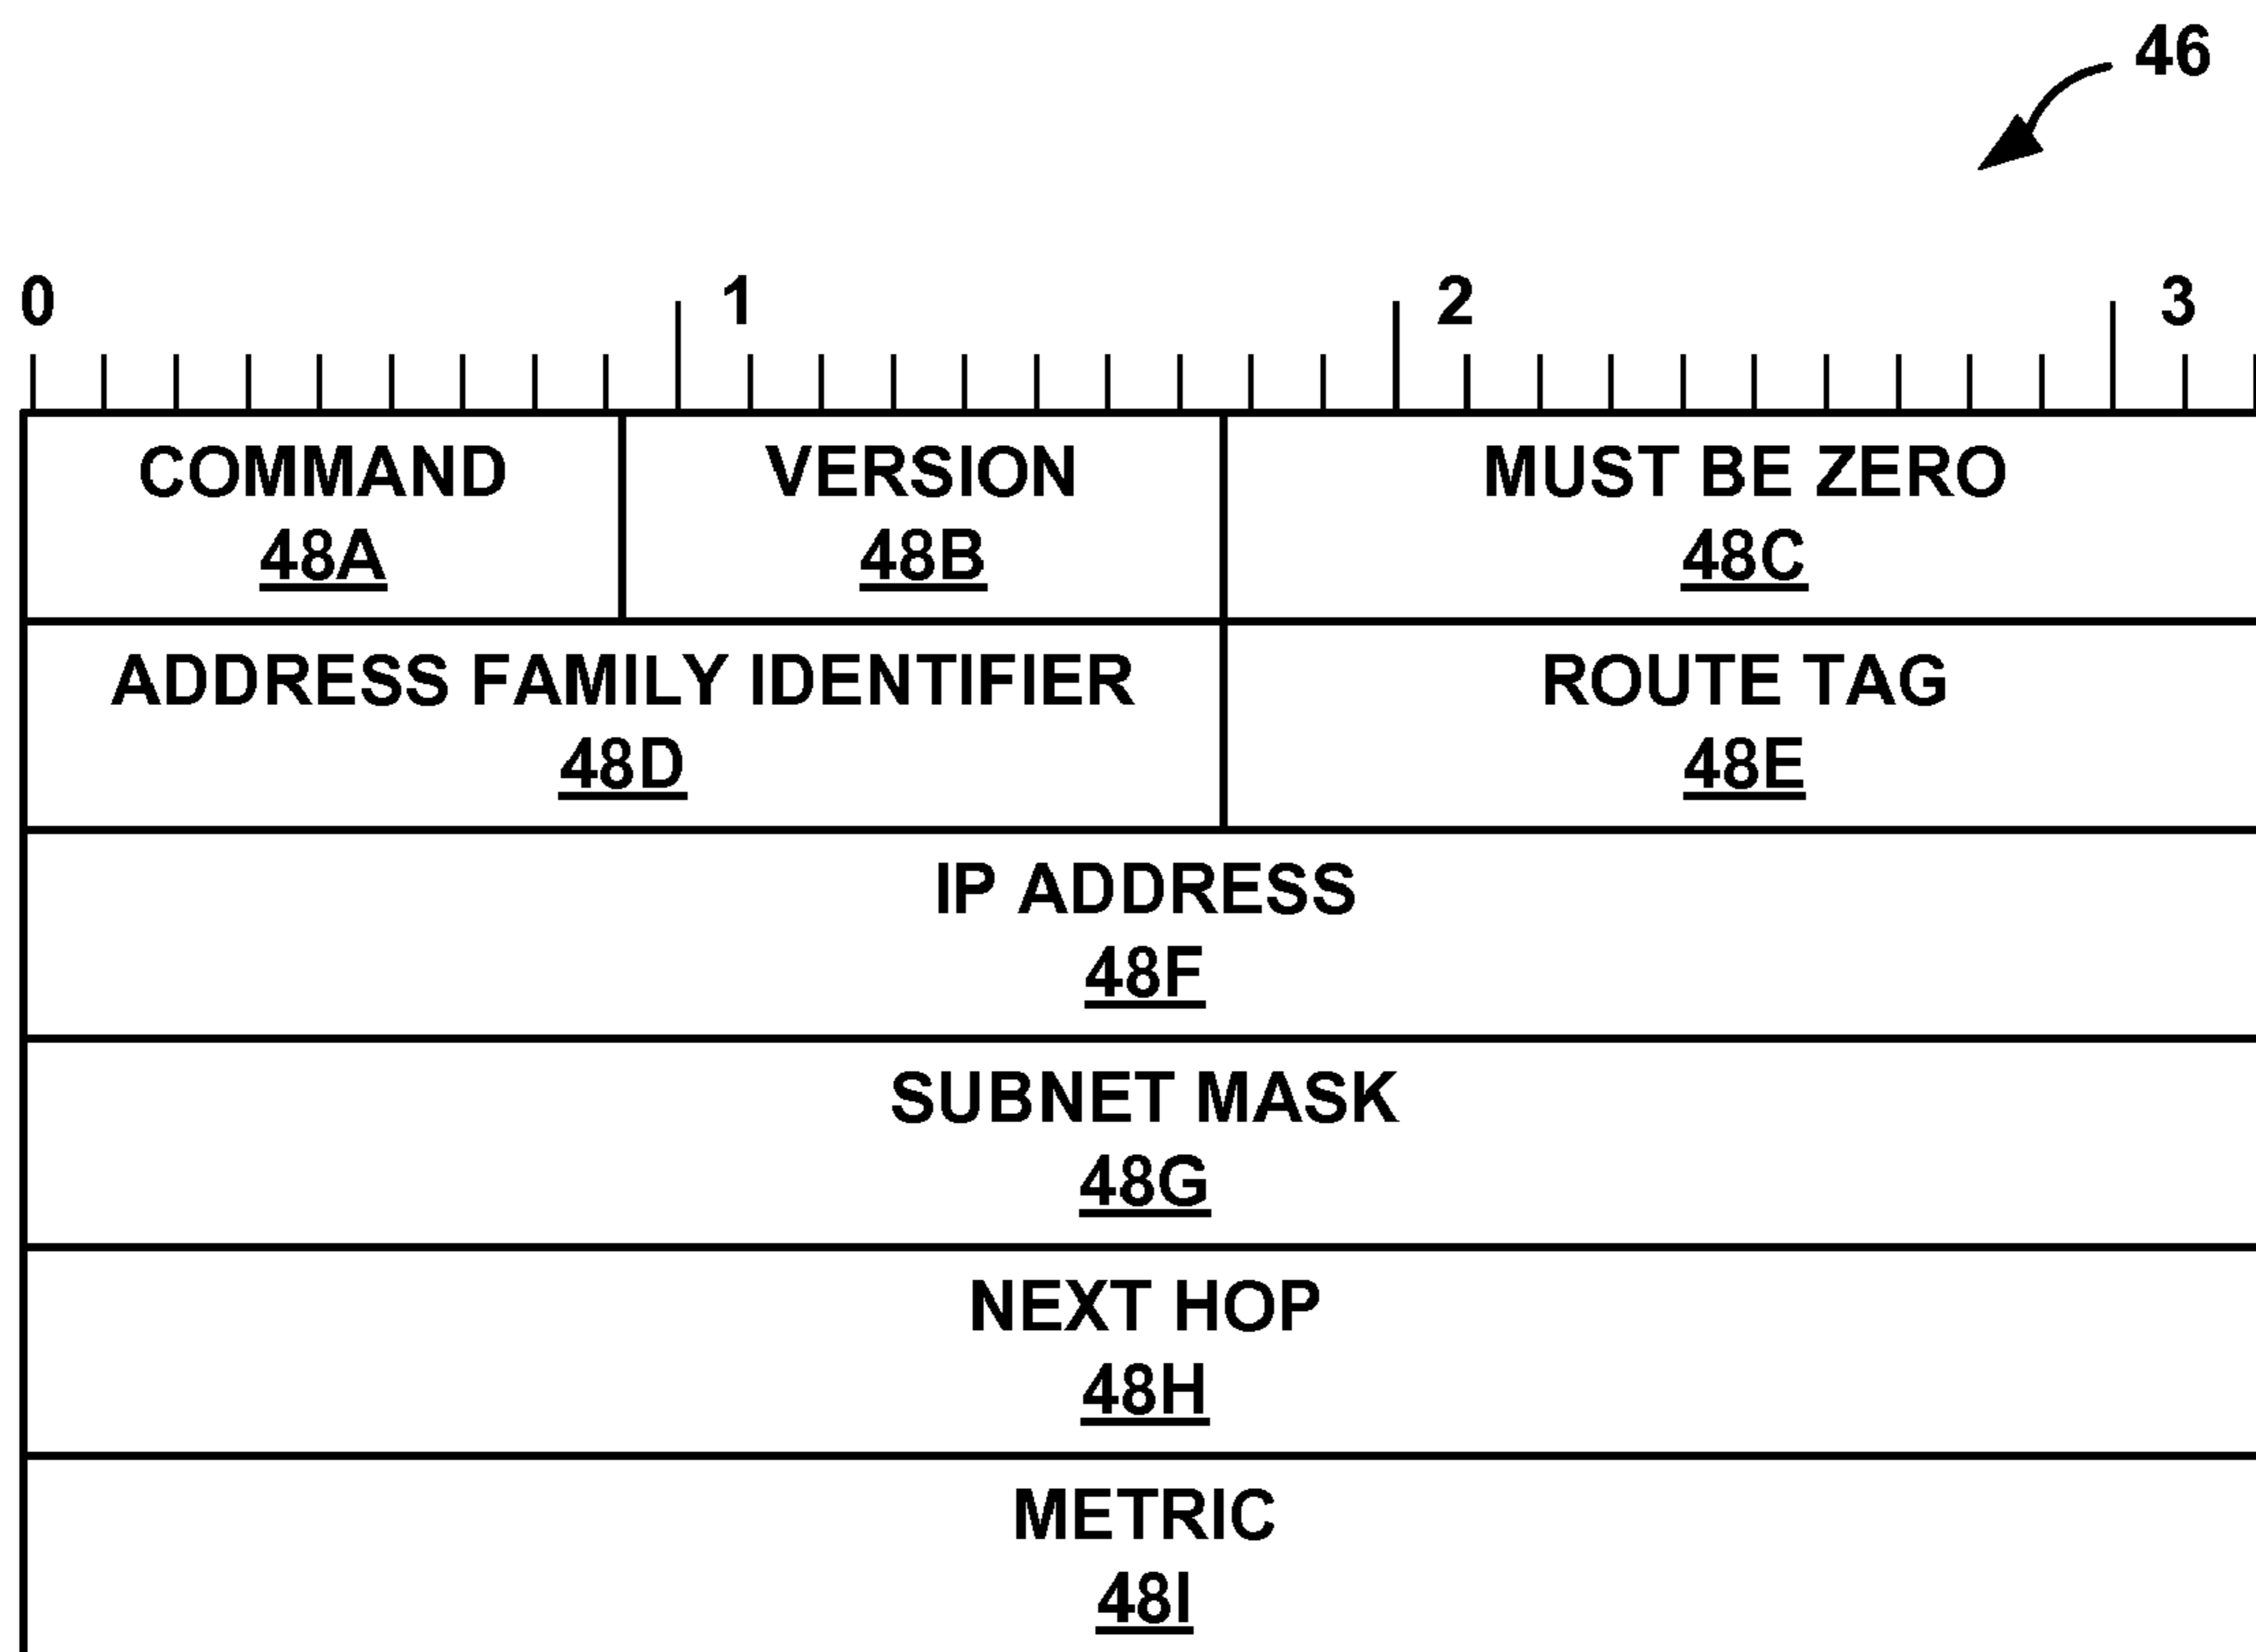 46
0 1 2 3
COMMAND VERSION MUST BE ZERO
48A 48B 48C
ADDRESS FAMILY IDENTIFIER ROUTE TAG
48D 48E
IP ADDRESS
48F
SUBNET MASK
48G
NEXT HOP
48H
METRIC
48I